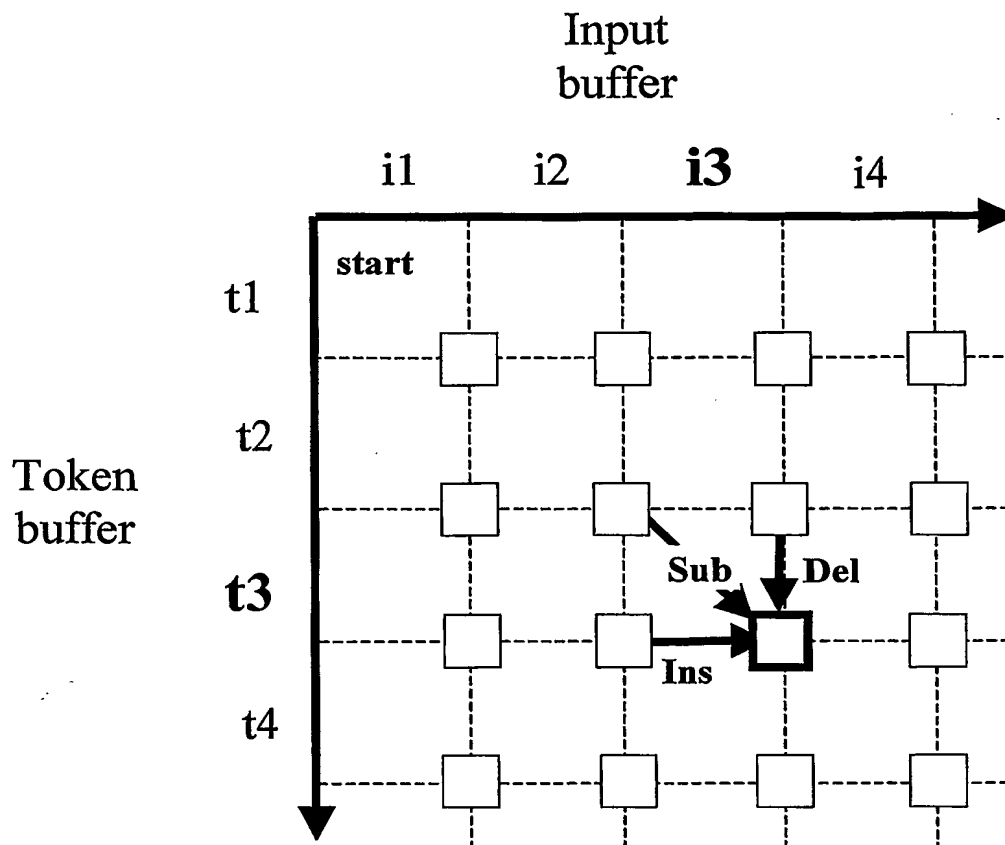 Input
buffer
i1 i2 i3 i4
start
t1
t2
Token
buffer
t3
Sub Del
Ins
t4